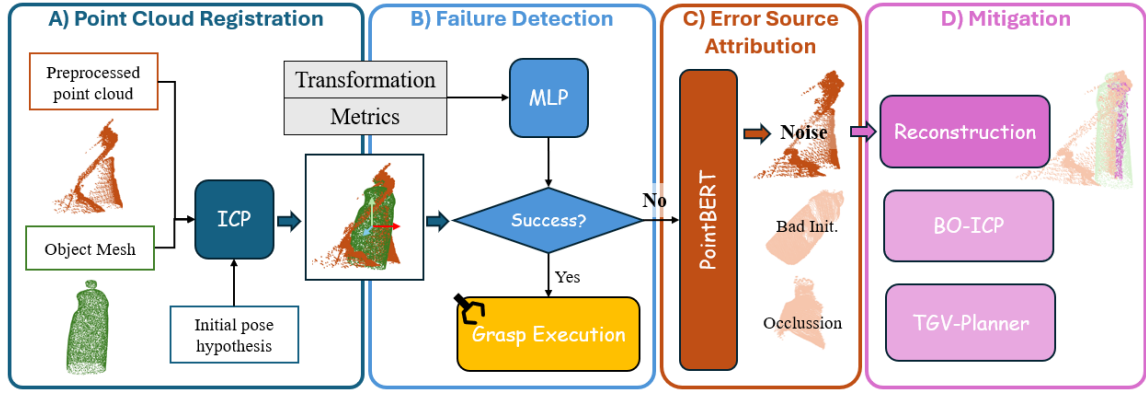 A) Point Cloud Registration
Preprocessed
point cloud
Object Mesh
ICP
Initial pose
hypothesis
B) Failure Detection
Transformation
Metrics
MLP
Success?
No
Yes
Grasp Execution
C) Error Source
Attribution
PointBERT
Noise
Bad Init.
Occlussion
D) Mitigation
Reconstruction
BO-ICP
TGV-Planner